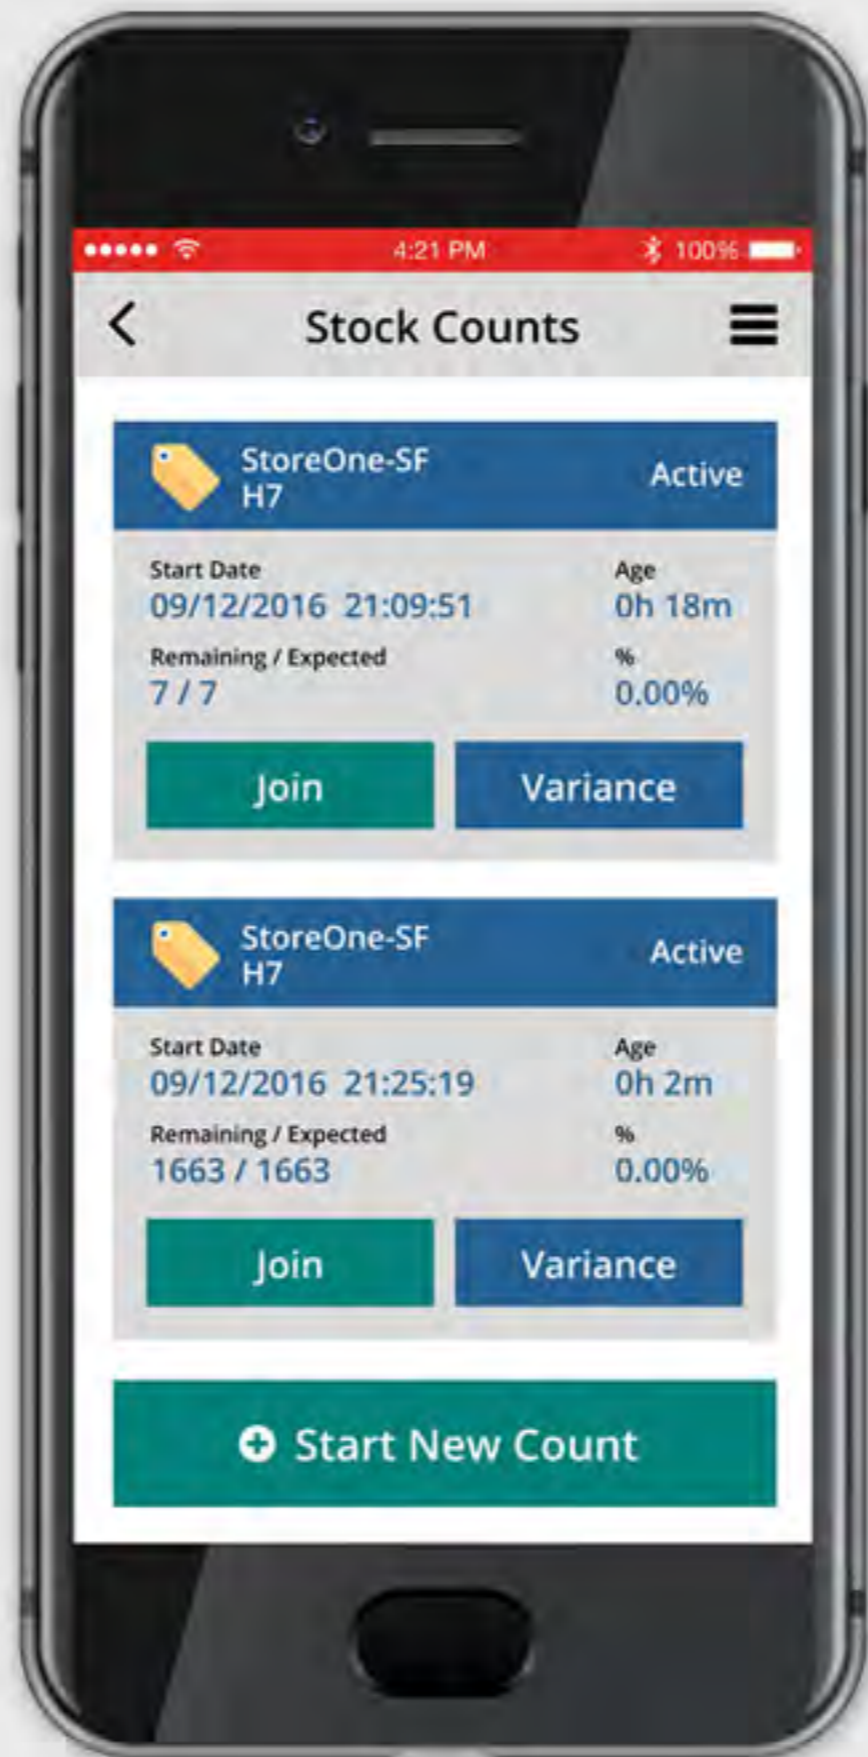 4:21 PM 100%
Stock Counts
StoreOne-SF
H7
Active
Start Date Age
09/12/2016 21:09:51 0h 18m
Remaining / Expected %
7 / 7 0.00%
Join Variance
StoreOne-SF
H7
Active
Start Date Age
09/12/2016 21:25:19 0h 2m
Remaining / Expected %
1663 / 1663 0.00%
Join Variance
Start New Count